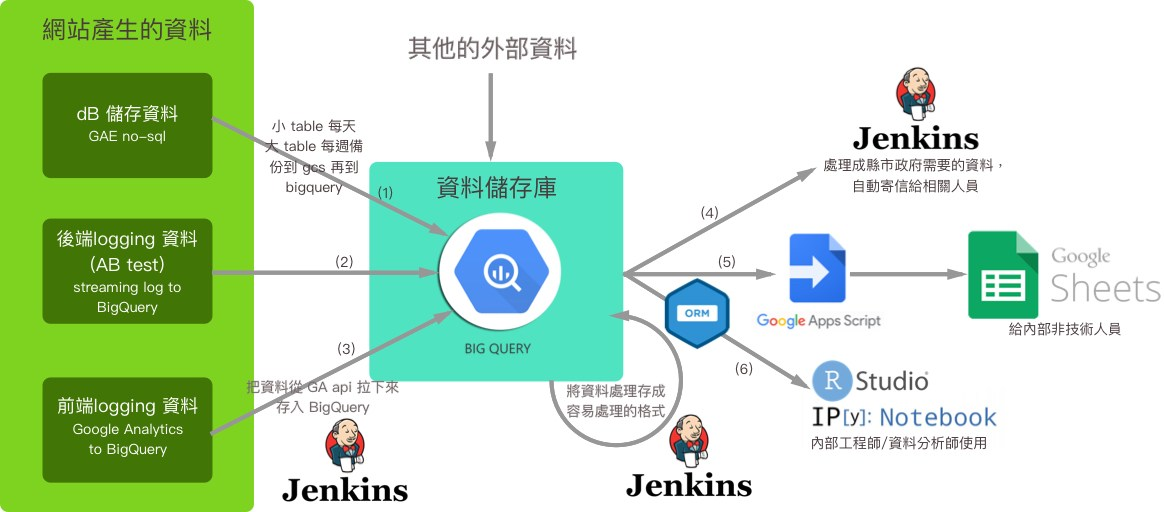 網站產生的資料
dB 儲存資料
GAE no-sql
後端logging 資料
（AB test）
streaming log to
BigQuery
前端logging 資料
Google Analytics
to BigQuery
小 table 每天
大 table 每週備
份到 gcs 再到
bigquery
(1)
(2)
(3)
把資料從 GA api 拉下來
存入 BigQuery
Jenkins
其他的外部資料
資料儲存庫
BIG QUERY
將資料處理存成
容易處理的格式
Jenkins
(4)
(5)
(6)
ORM
Jenkins
處理成縣市政府需要的資料，
自動寄信給相關人員
Google Apps Script
Google
Sheets
給內部非技術人員
R Studio
IP[y]: Notebook
內部工程師/資料分析師使用